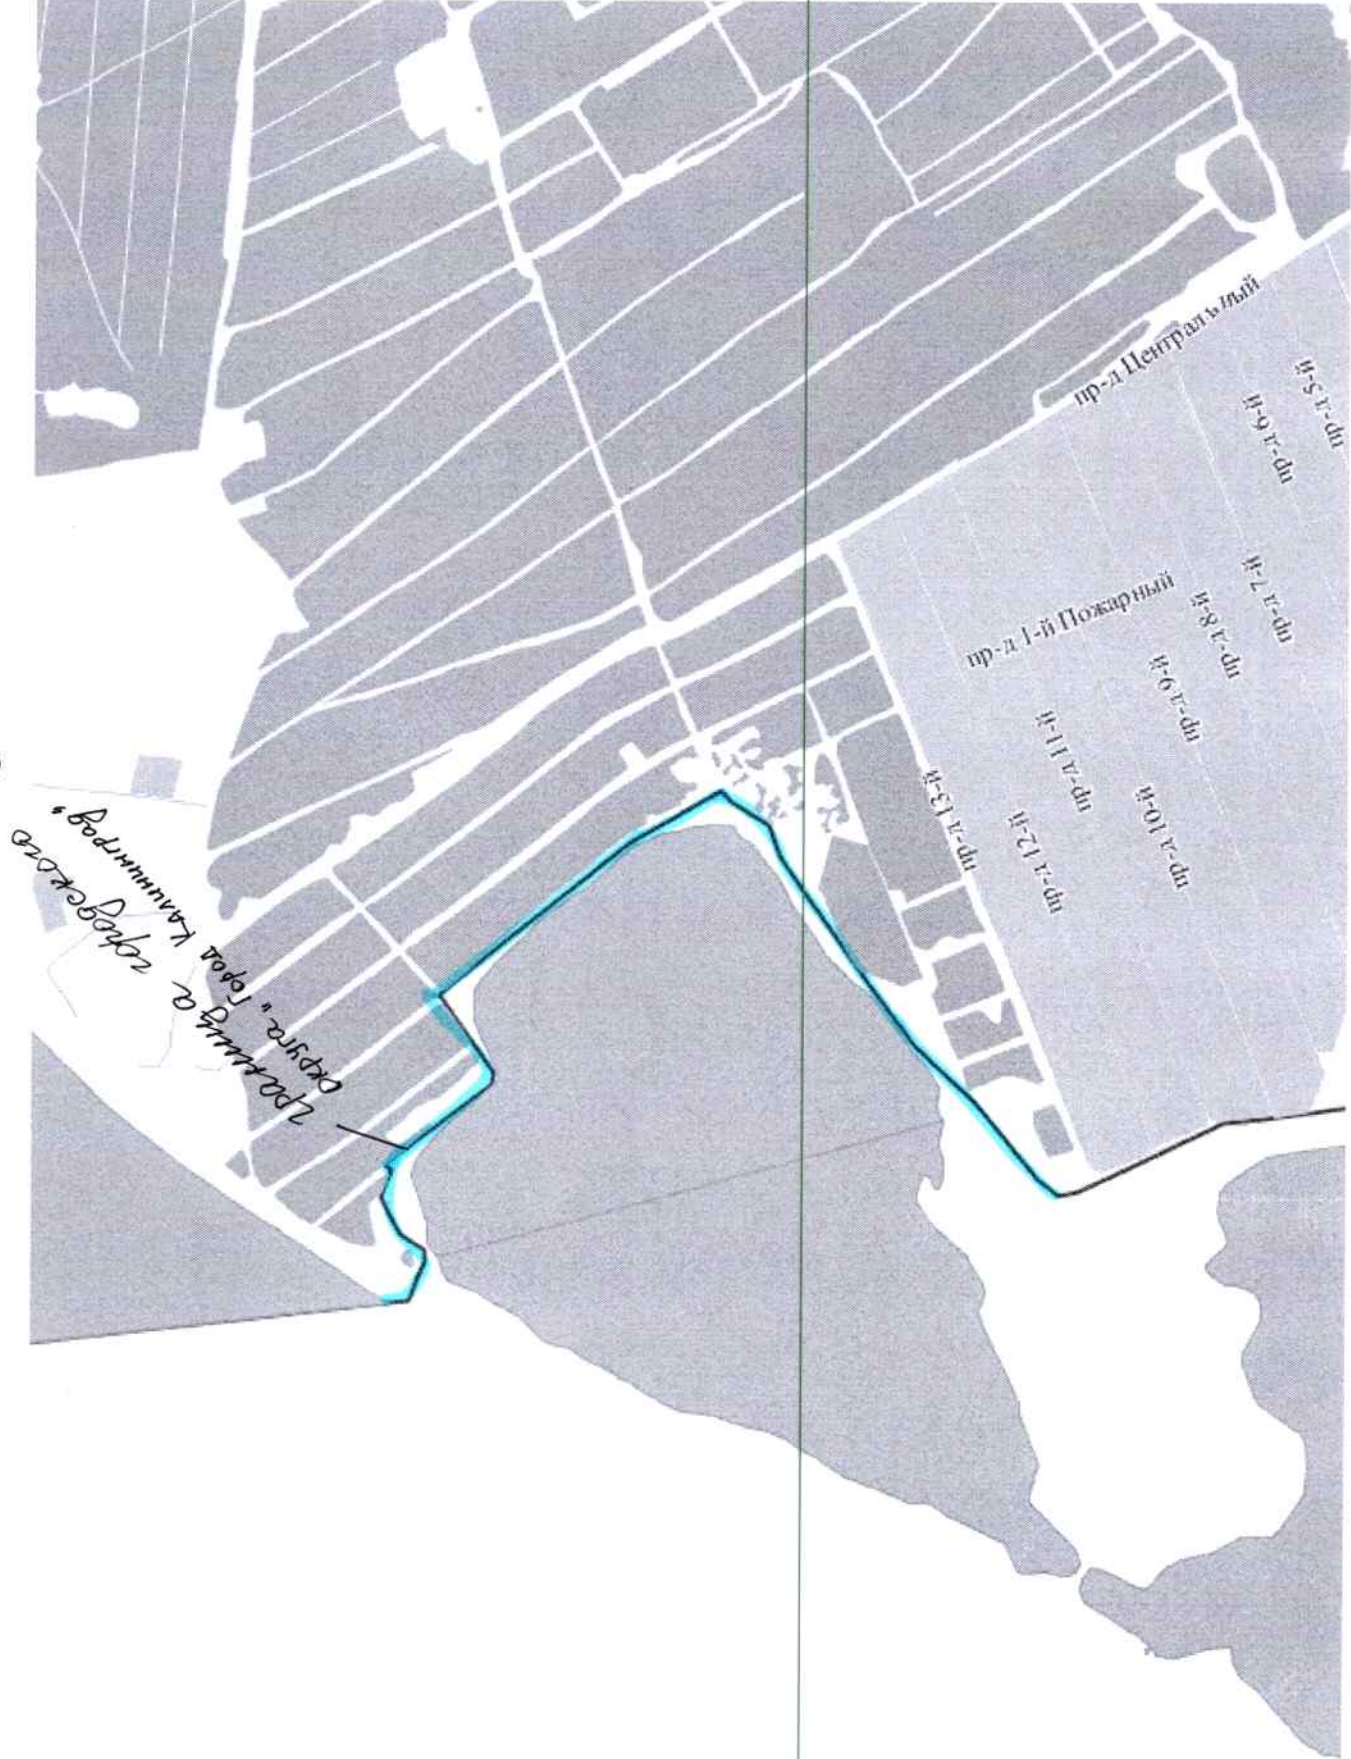 граница городского
округа "Город Калининград"
пр-д Центральный
пр-д 5-й
пр-д 6-й
пр-д 7-й
пр-д 8-й
пр-д 1-й Пожарный
пр-д 9-й
пр-д 11-й
пр-д 10-й
пр-д 13-й
пр-д 12-й